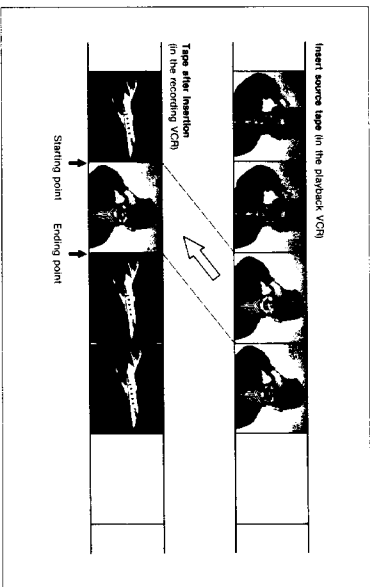 Insert source tape (in the playback VCR)
Tape after insertion
(in the recording VCR)
Starting point
Ending point